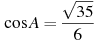 cosA = √35/6